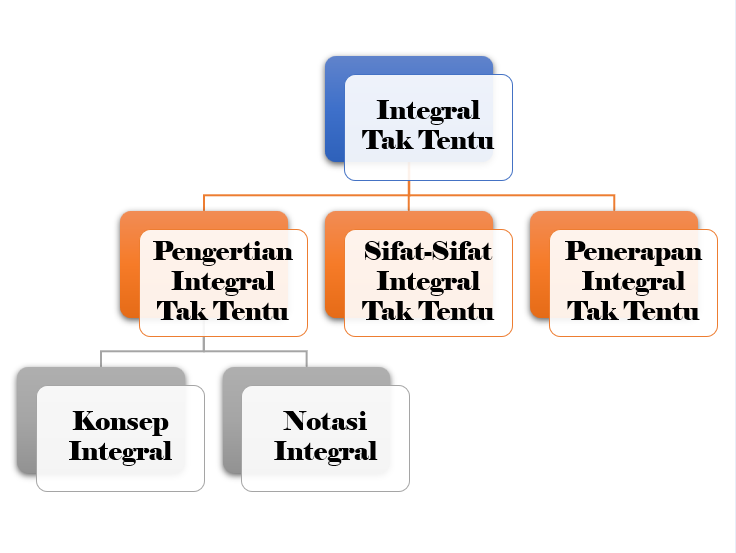 Integral
Tak Tentu
Pengertian
Integral
Tak Tentu
Sifat-Sifat
Integral
Tak Tentu
Penerapan
Integral
Tak Tentu
Konsep
Integral
Notasi
Integral